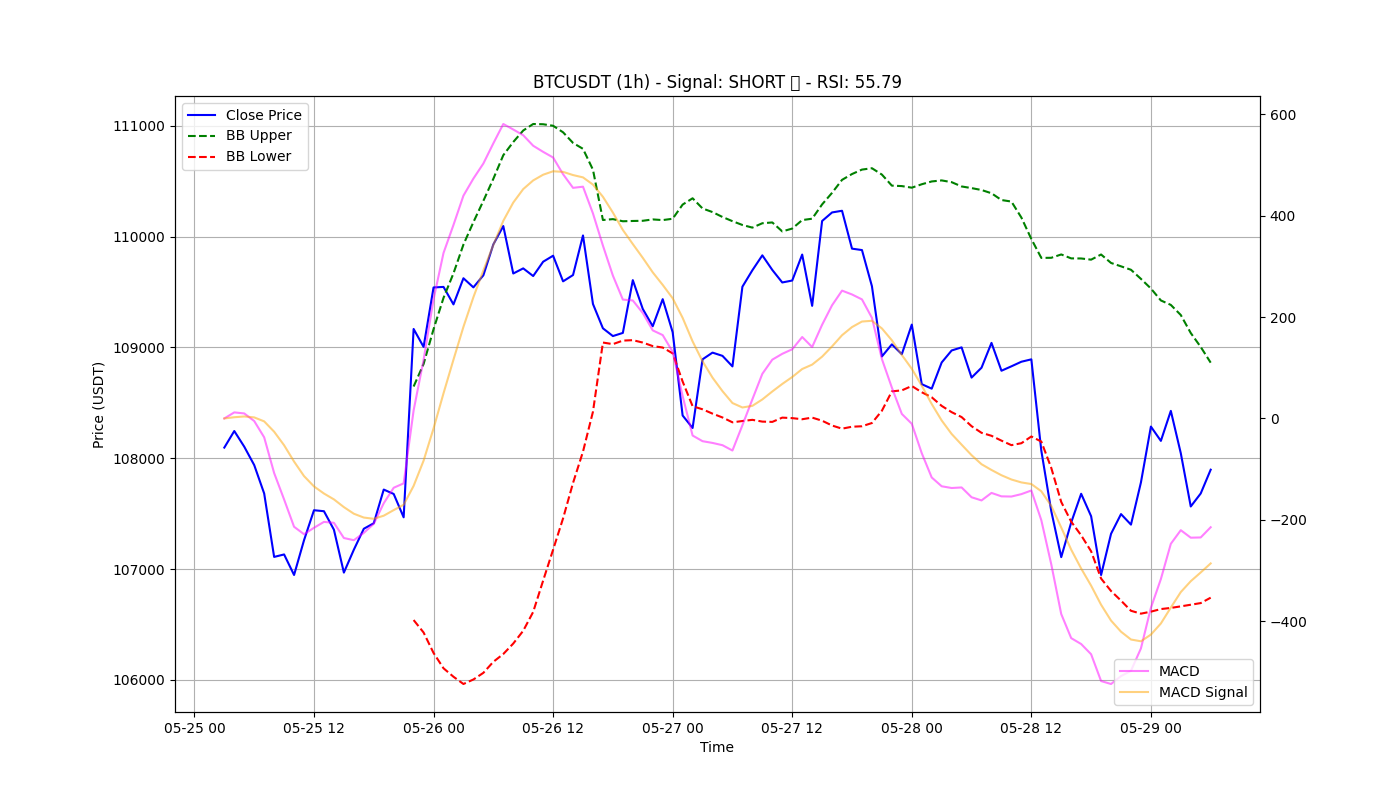 BTCUSDT (1h) - Signal: SHORT ▯ - RSI: 55.79
Close Price
BB Upper
BB Lower
111000
110000
109000
108000
107000
106000
Price (USDT)
600
400
200
0
−200
−400
MACD
MACD Signal
05-25 00
05-25 12
05-26 00
05-26 12
05-27 00
05-27 12
05-28 00
05-28 12
05-29 00
Time